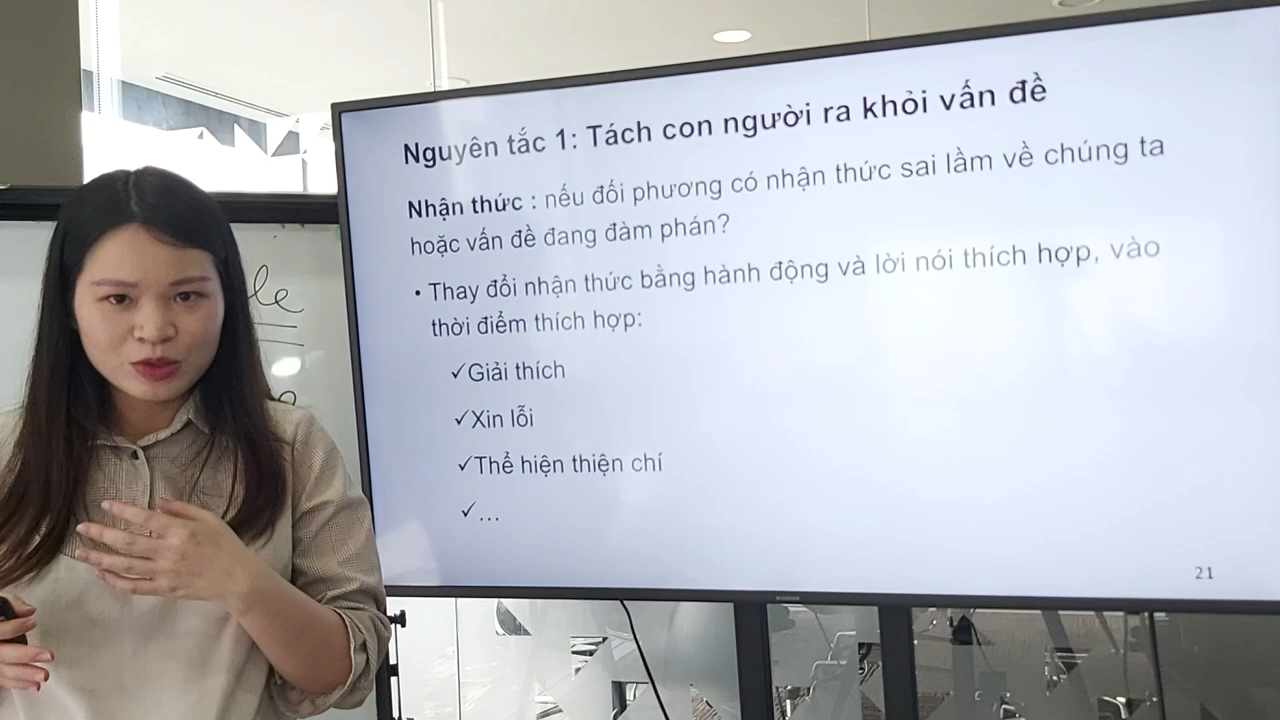 Nguyên tắc 1: Tách con người ra khỏi vấn đề
Nhận thức : nếu đối phương có nhận thức sai lầm về chúng ta
hoặc vấn đề đang đàm phán?
• Thay đổi nhận thức bằng hành động và lời nói thích hợp, vào
thời điểm thích hợp:
✓Giải thích
✓Xin lỗi
✓Thể hiện thiện chí
✓...
21
le
SAMSUNG